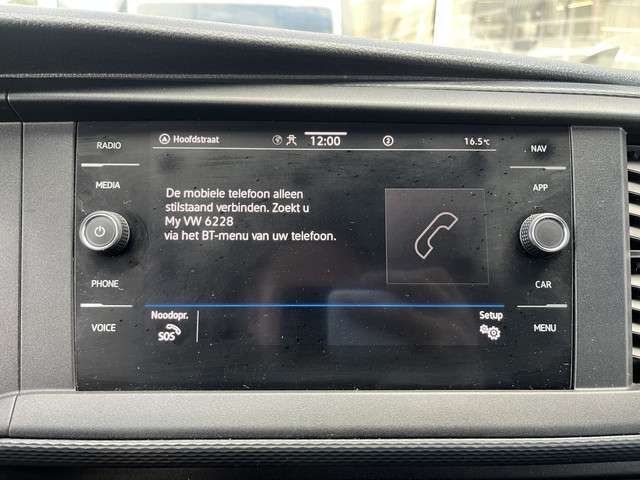 RADIO
MEDIA
PHONE
VOICE
Hoofdstraat
12:00
2
16.5°C
De mobiele telefoon alleen
stilstaand verbinden. Zoekt u
My VW 6228
via het BT-menu van uw telefoon.
Noodopr.
SOS
Setup
NAV
APP
CAR
MENU